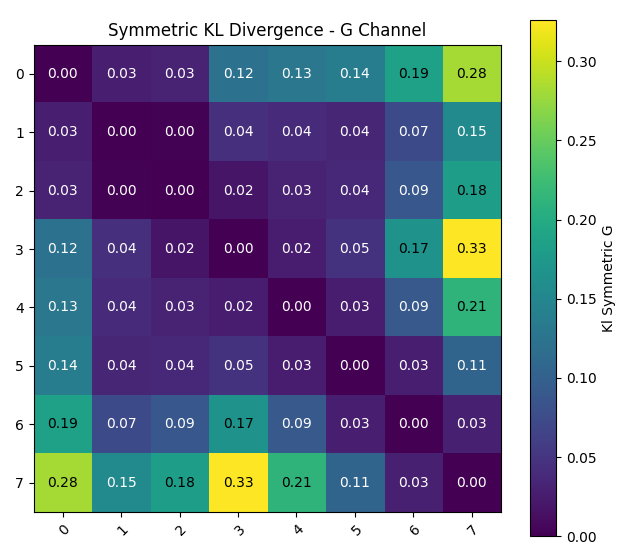 Symmetric KL Divergence - G Channel
0 0.00 0.03 0.03 0.12 0.13 0.14 0.19 0.28
1 0.03 0.00 0.00 0.04 0.04 0.04 0.07 0.15
2 0.03 0.00 0.00 0.02 0.03 0.04 0.09 0.18
3 0.12 0.04 0.02 0.00 0.02 0.05 0.17 0.33
4 0.13 0.04 0.03 0.02 0.00 0.03 0.09 0.21
5 0.14 0.04 0.04 0.05 0.03 0.00 0.03 0.11
6 0.19 0.07 0.09 0.17 0.09 0.03 0.00 0.03
7 0.28 0.15 0.18 0.33 0.21 0.11 0.03 0.00
0 1 2 3 4 5 6 7
0.30
0.25
0.20
0.15
0.10
0.05
0.00
Kl Symmetric G